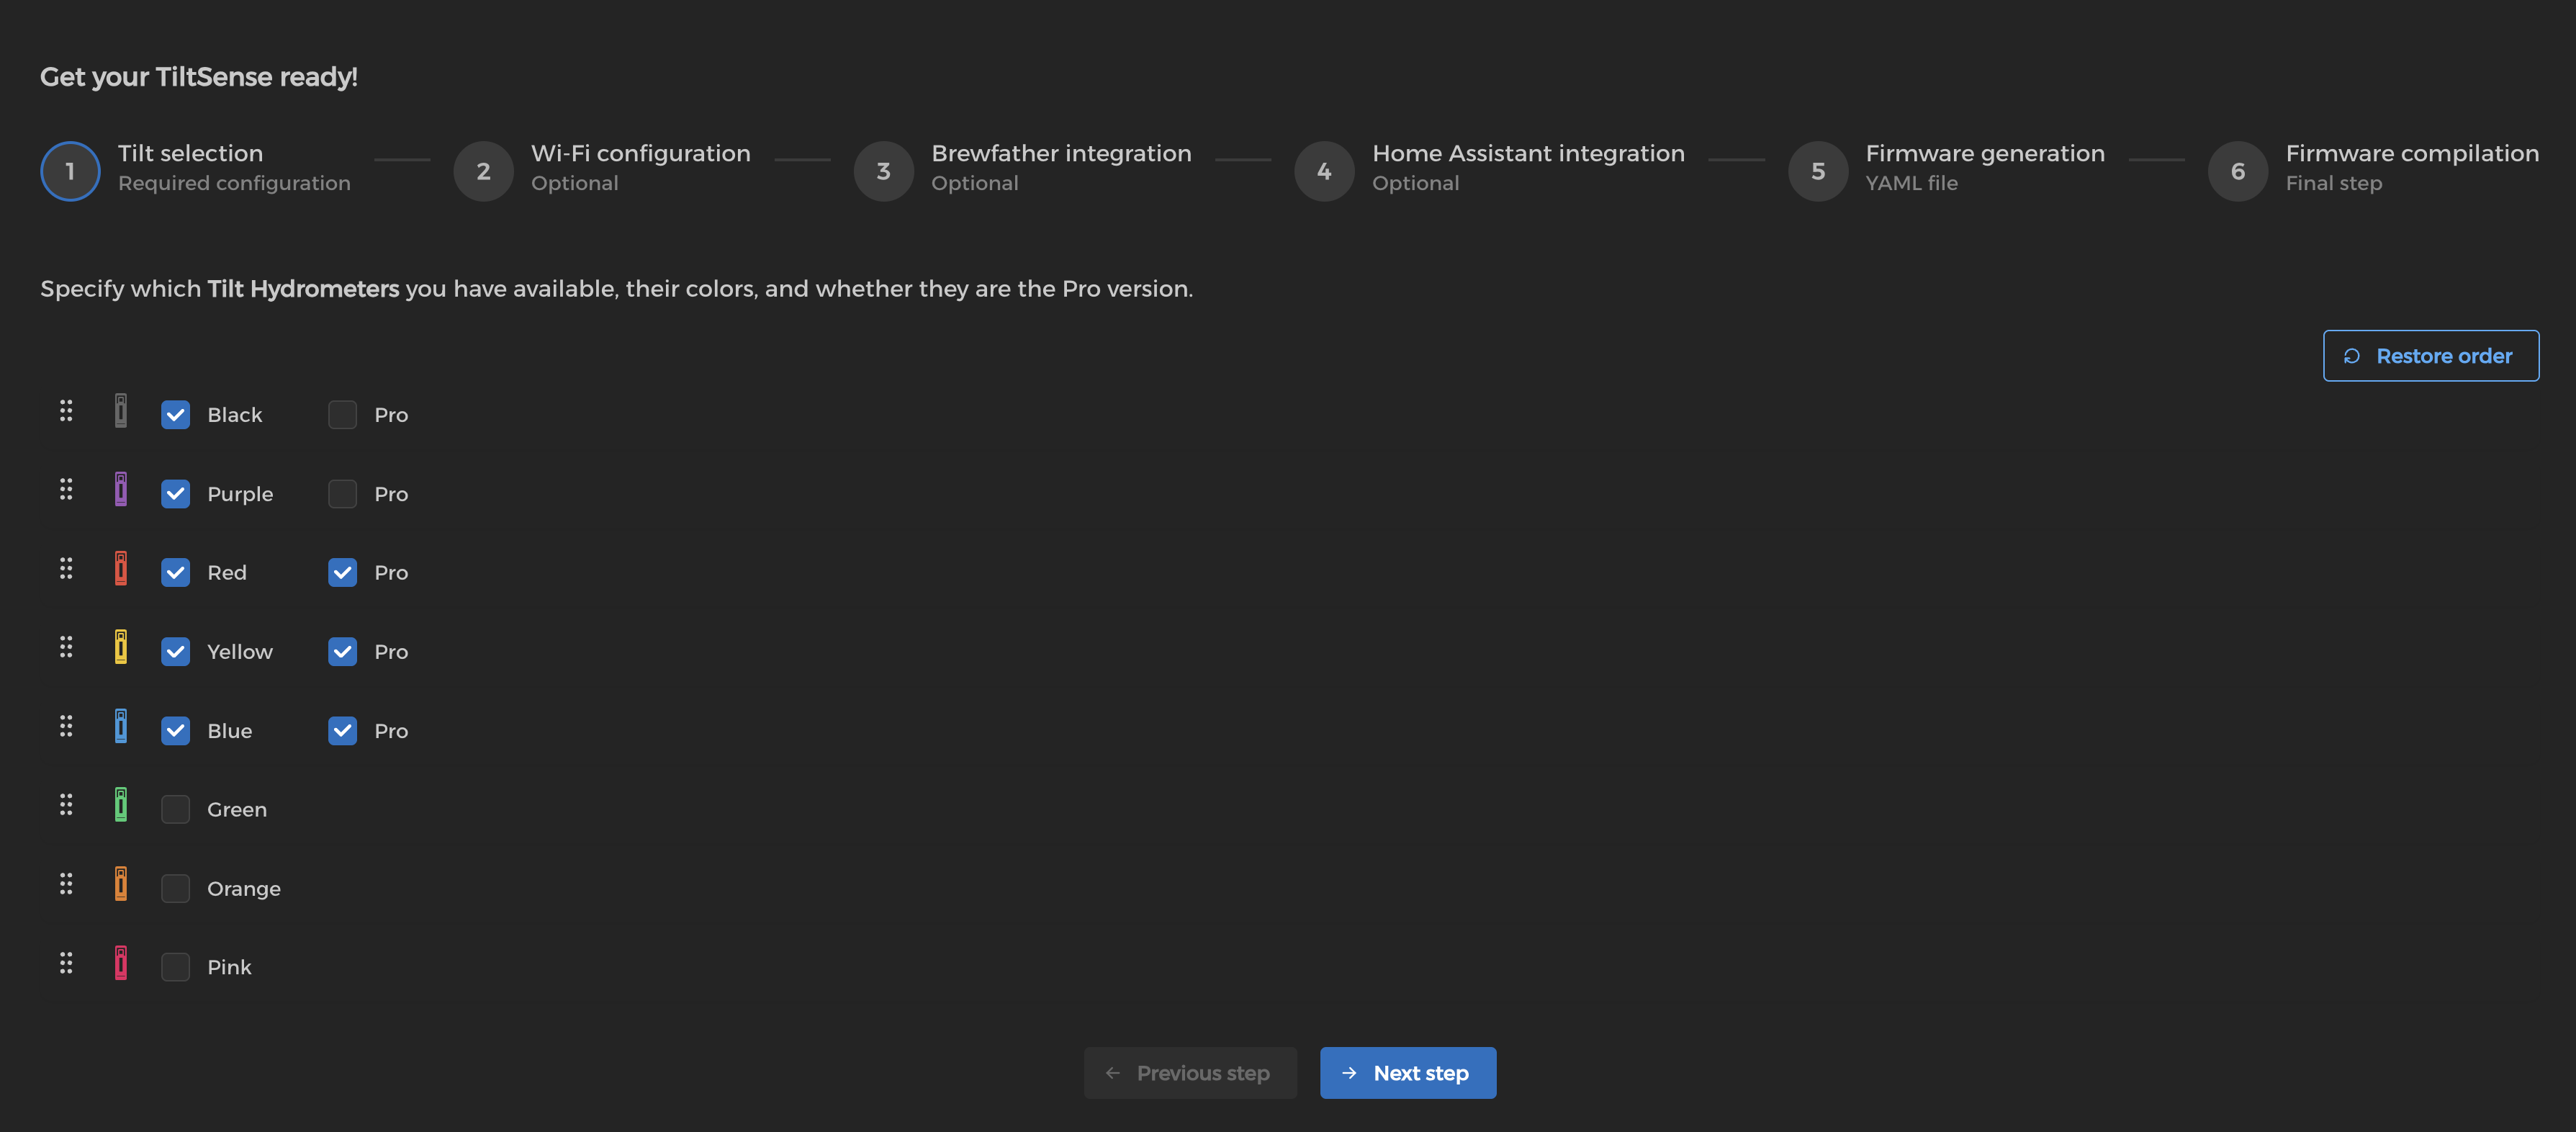 Get your TiltSense ready!
1 Tilt selection
Required configuration
2 Wi-Fi configuration
Optional
3 Brewfather integration
Optional
4 Home Assistant integration
Optional
5 Firmware generation
YAML file
6 Firmware compilation
Final step
Specify which Tilt Hydrometers you have available, their colors, and whether they are the Pro version.
Restore order
Black Pro
Purple Pro
Red Pro
Yellow Pro
Blue Pro
Green
Orange
Pink
Previous step
Next step